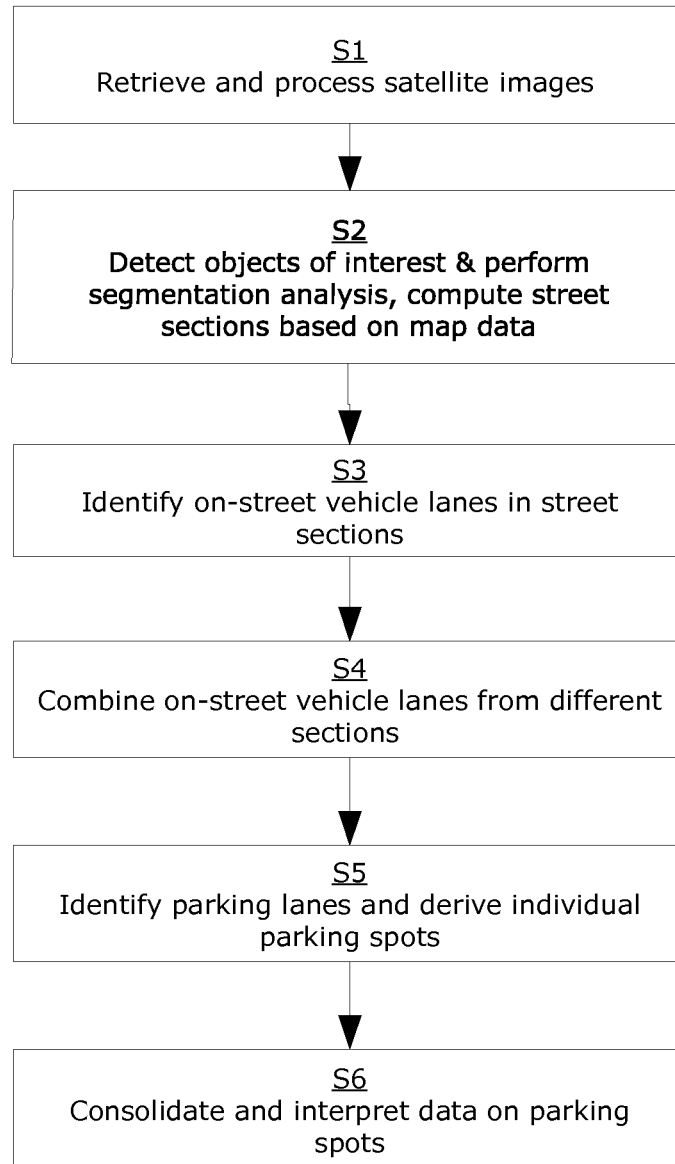 S1
Retrieve and process satellite images
S2
Detect objects of interest & perform
segmentation analysis, compute street
sections based on map data
S3
Identify on-street vehicle lanes in street
sections
S4
Combine on-street vehicle lanes from different
sections
S5
Identify parking lanes and derive individual
parking spots
S6
Consolidate and interpret data on parking
spots